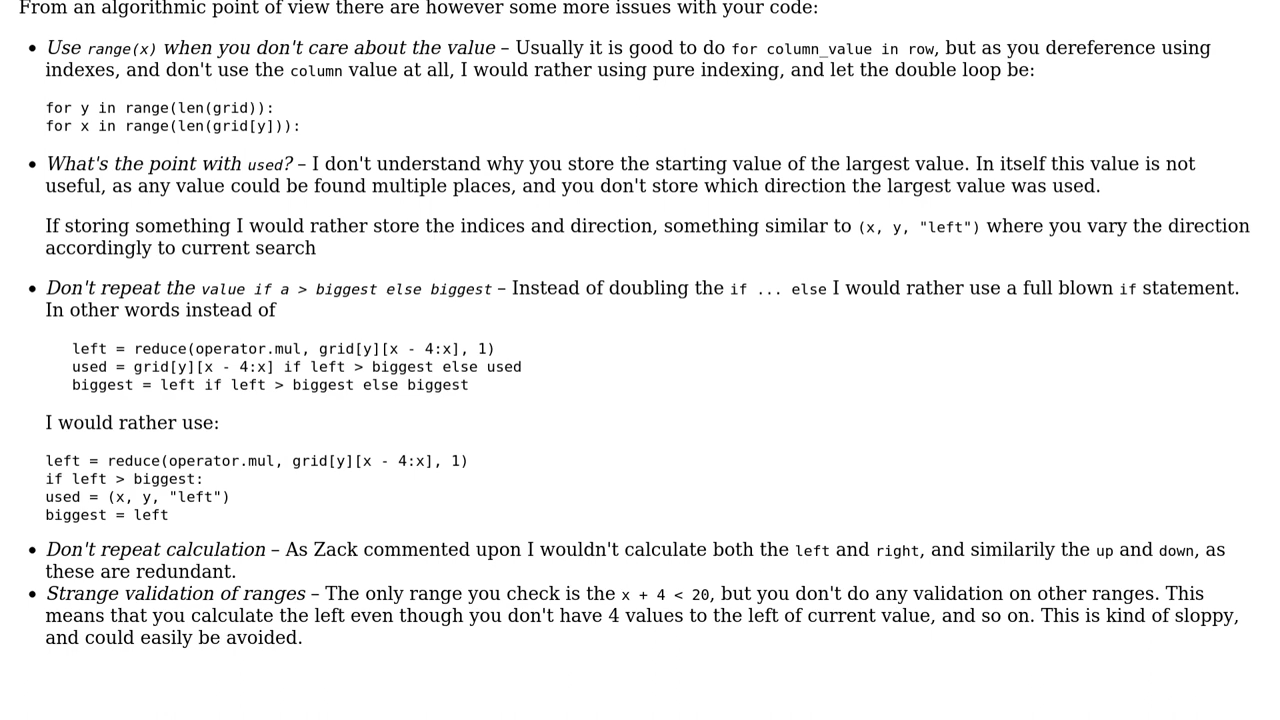 From an algorithmic point of view there are however some more issues with your code:
• Use range(x) when you don't care about the value – Usually it is good to do for column_value in row, but as you dereference using
indexes, and don't use the column value at all, I would rather using pure indexing, and let the double loop be:
for y in range(len(grid)):
for x in range(len(grid[y])):
• What's the point with used? – I don't understand why you store the starting value of the largest value. In itself this value is not
useful, as any value could be found multiple places, and you don't store which direction the largest value was used.
If storing something I would rather store the indices and direction, something similar to (x, y, "left") where you vary the direction
accordingly to current search
• Don't repeat the value if a > biggest else biggest – Instead of doubling the if ... else I would rather use a full blown if statement.
In other words instead of
left = reduce(operator.mul, grid[y][x - 4:x], 1)
used = grid[y][x - 4:x] if left > biggest else used
biggest = left if left > biggest else biggest
I would rather use:
left = reduce(operator.mul, grid[y][x - 4:x], 1)
if left > biggest:
used = (x, y, "left")
biggest = left
• Don't repeat calculation – As Zack commented upon I wouldn't calculate both the left and right, and similarily the up and down, as
these are redundant.
• Strange validation of ranges – The only range you check is the x + 4 < 20, but you don't do any validation on other ranges. This
means that you calculate the left even though you don't have 4 values to the left of current value, and so on. This is kind of sloppy,
and could easily be avoided.